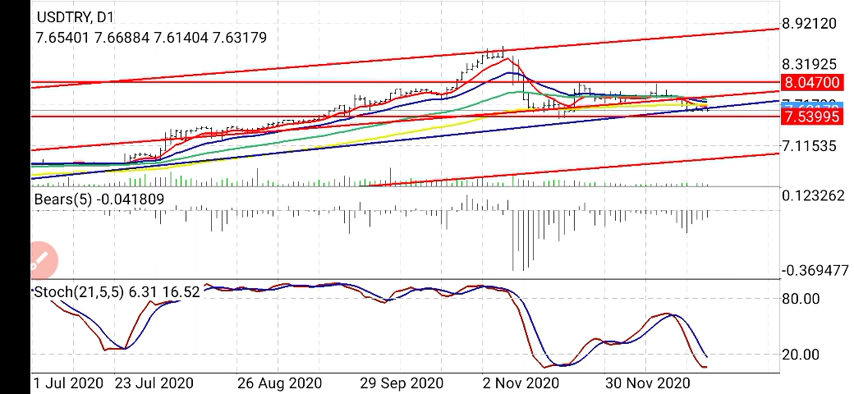 USDTRY, D1
7.65401 7.66884 7.61404 7.63179
8.92120
8.31925
8.04700
7.53995
7.11535
Bears(5) -0.041809
0.123262
-0.369477
Stoch(21,5,5) 6.31 16.52
80.00
20.00
1 Jul 2020 23 Jul 2020 26 Aug 2020 29 Sep 2020 2 Nov 2020 30 Nov 2020